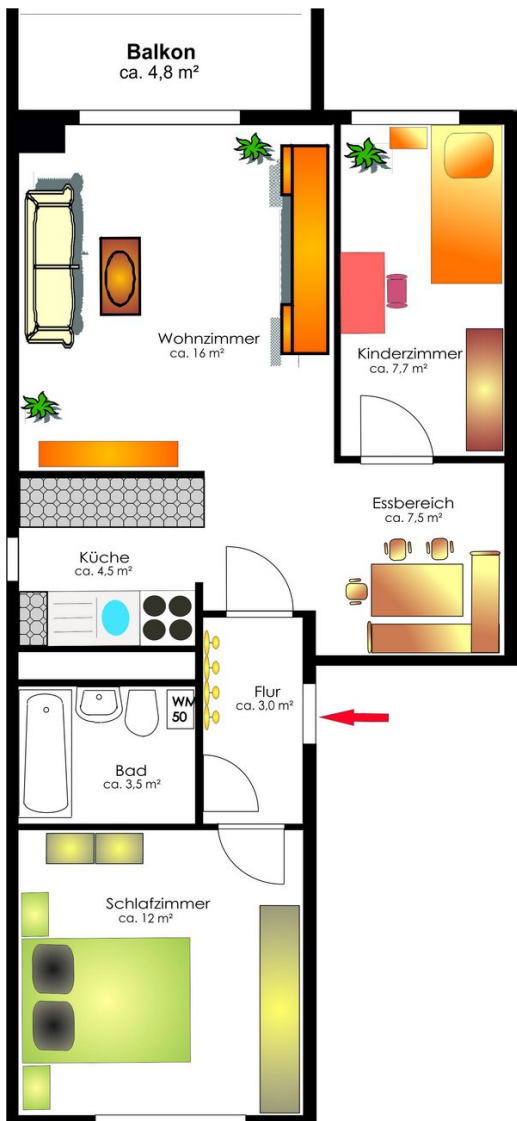 Balkon
ca. 4,8 m²
Wohnzimmer
ca. 16 m²
Kinderzimmer
ca. 7,7 m²
Essbereich
ca. 7,5 m²
Küche
ca. 4,5 m²
Flur
ca. 3,0 m²
WM
50
Bad
ca. 3,5 m²
Schlafzimmer
ca. 12 m²